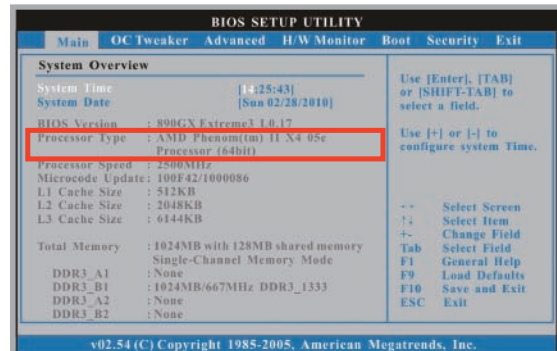 BIOS SETUP UTILITY
Main OC Tweaker Advanced H/W Monitor Boot Security Exit
System Overview
System Time [14:25:43]
System Date [Sun 02/28/2010]
BIOS Version : 890GX Extreme3 L0.17
Processor Type : AMD Phenom(tm) II X4 05e
Processor (64bit)
Processor Speed : 2500MHz
Microcode Update : 100F42/1000086
L1 Cache Size : 512KB
L2 Cache Size : 2048KB
L3 Cache Size : 6144KB
Total Memory : 1024MB with 128MB shared memory
Single-Channel Memory Mode
DDR3_A1 : None
DDR3_B1 : 1024MB/667MHz DDR3_1333
DDR3_A2 : None
DDR3_B2 : None
Use [Enter], [TAB]
or [SHIFT-TAB] to
select a field.
Use [+] or [-] to
configure system Time.
Select Screen
↑↓ Select Item
+- Change Field
Tab Select Field
F1 General Help
F9 Load Defaults
F10 Save and Exit
ESC Exit
v02.54 (C) Copyright 1985-2005, American Megatrends, Inc.